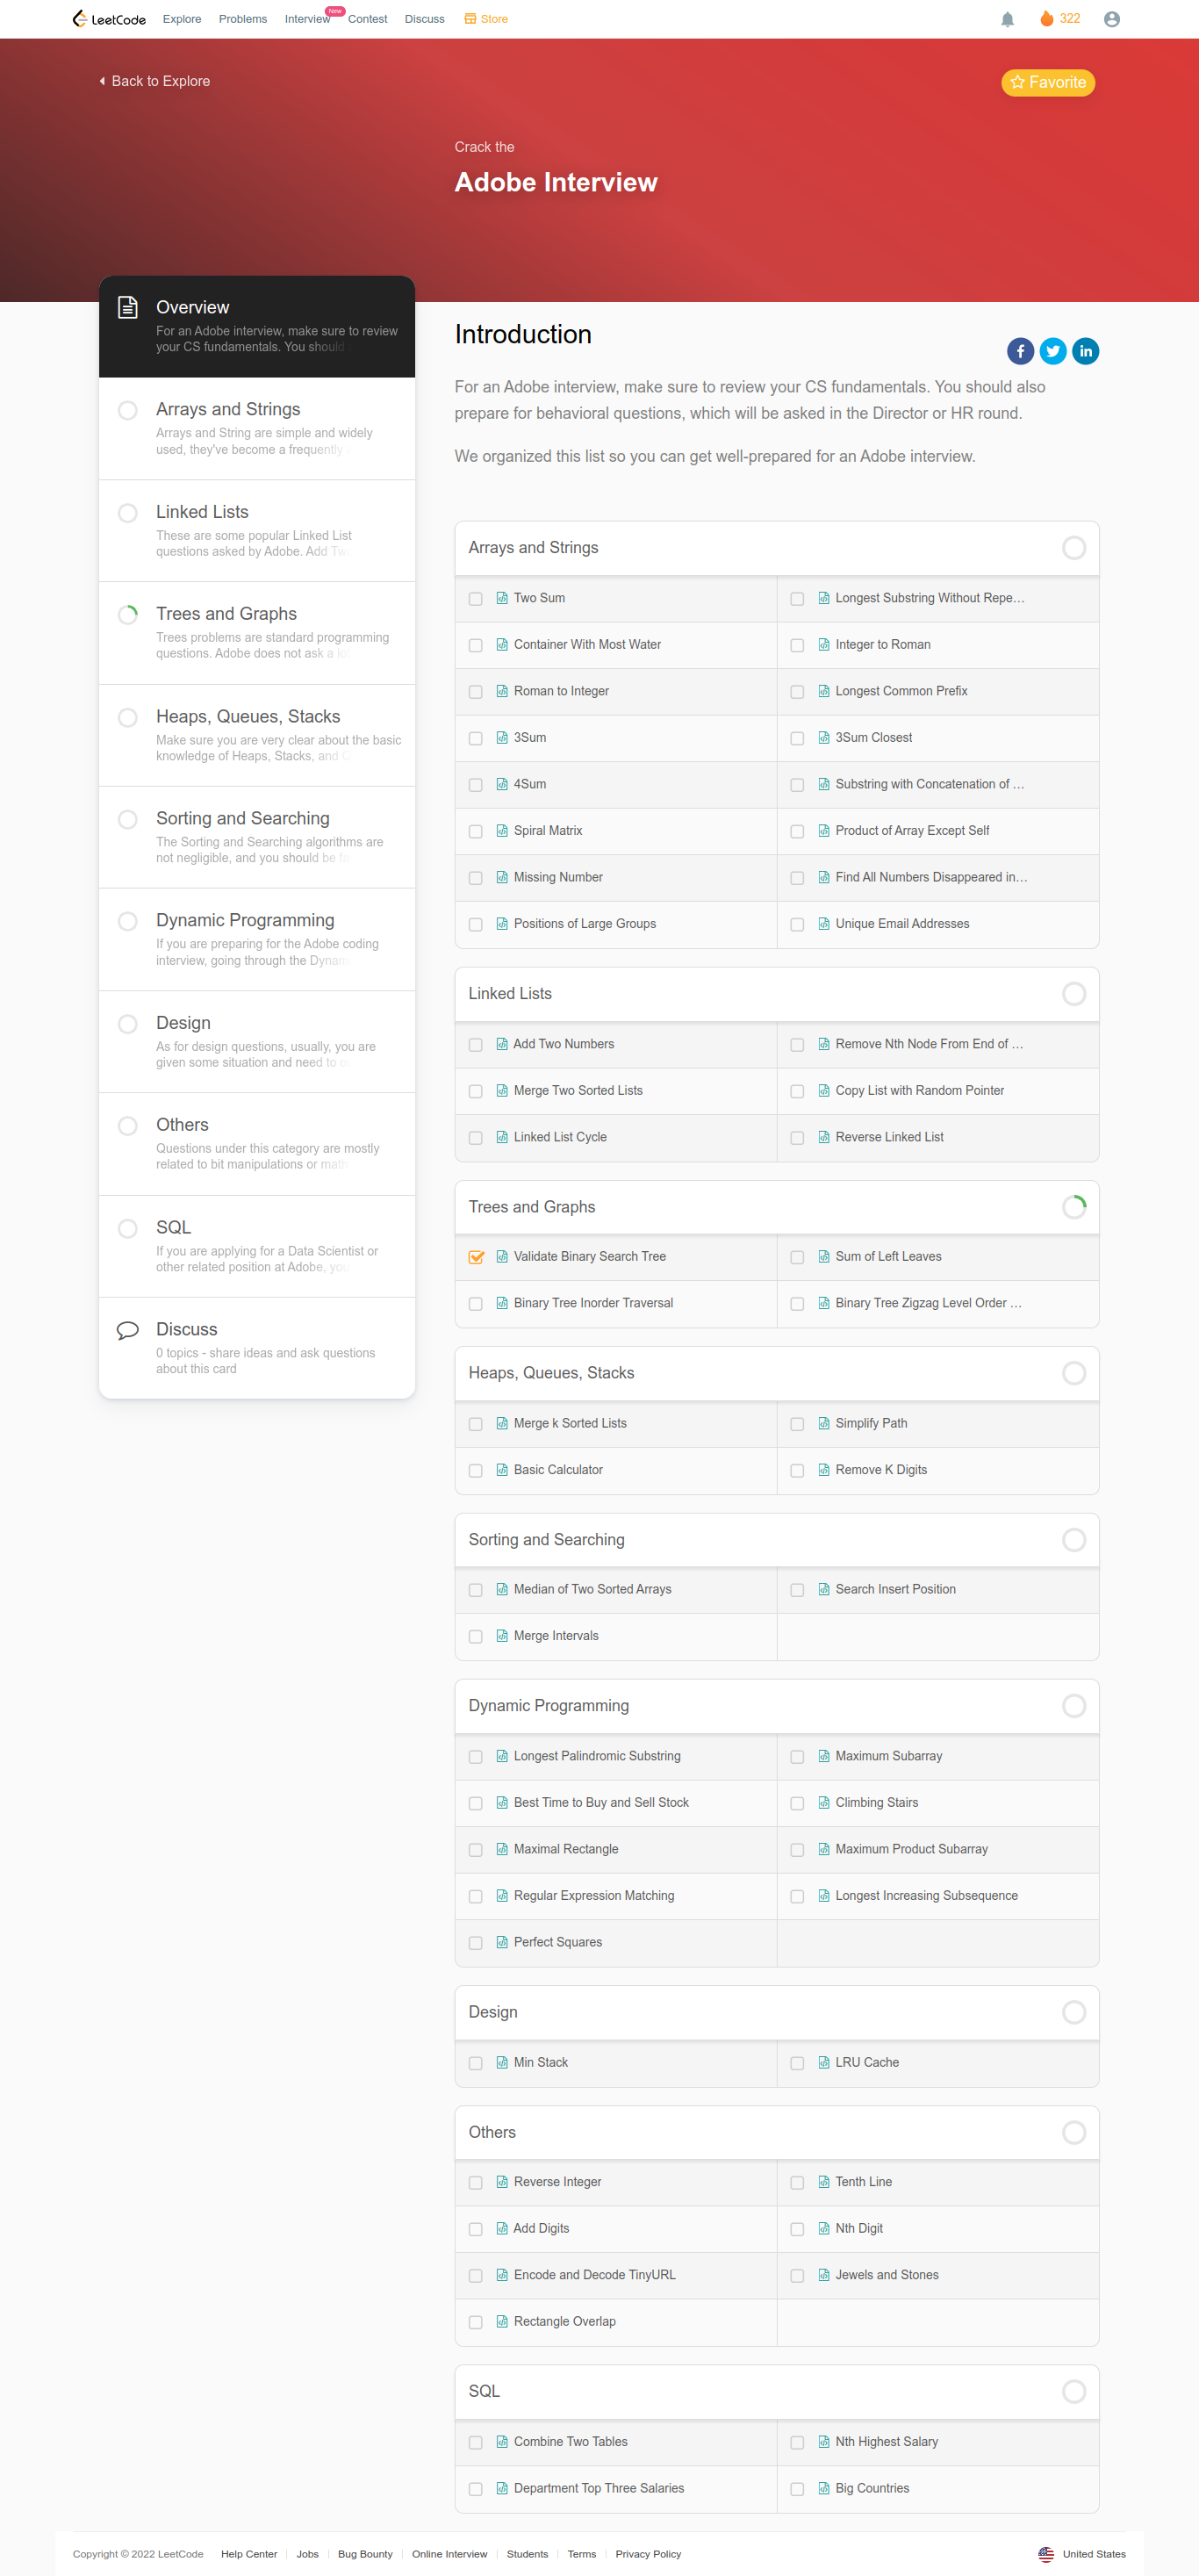 LeetCode
Explore
Problems
Interview
New
Contest
Discuss
Store
322
Back to Explore
Favorite
Crack the
Adobe Interview
Overview
For an Adobe interview, make sure to review
your CS fundamentals. You should
Arrays and Strings
Arrays and String are simple and widely
used, they've become a frequently
Linked Lists
These are some popular Linked List
questions asked by Adobe. Add
Trees and Graphs
Trees problems are standard programming
questions. Adobe does not ask a
Heaps, Queues, Stacks
Make sure you are very clear about the basic
knowledge of Heaps, Stacks, and
Sorting and Searching
The Sorting and Searching algorithms are
not negligible, and you should be
Dynamic Programming
If you are preparing for the Adobe coding
interview, going through the
Design
As for design questions, usually, you are
given some situation and need to
Others
Questions under this category are mostly
related to bit manipulations or
SQL
If you are applying for a Data Scientist or
other related position at Adobe,
Discuss
0 topics - share ideas and ask questions
about this card
Introduction
For an Adobe interview, make sure to review your CS fundamentals. You should also
prepare for behavioral questions, which will be asked in the Director or HR round.
We organized this list so you can get well-prepared for an Adobe interview.
Arrays and Strings
Two Sum
Longest Substring Without Repe...
Container With Most Water
Integer to Roman
Roman to Integer
Longest Common Prefix
3Sum
3Sum Closest
4Sum
Substring with Concatenation of ...
Spiral Matrix
Product of Array Except Self
Missing Number
Find All Numbers Disappeared in...
Positions of Large Groups
Unique Email Addresses
Linked Lists
Add Two Numbers
Remove Nth Node From End of ...
Merge Two Sorted Lists
Copy List with Random Pointer
Linked List Cycle
Reverse Linked List
Trees and Graphs
Validate Binary Search Tree
Sum of Left Leaves
Binary Tree Inorder Traversal
Binary Tree Zigzag Level Order ...
Heaps, Queues, Stacks
Merge k Sorted Lists
Simplify Path
Basic Calculator
Remove K Digits
Sorting and Searching
Median of Two Sorted Arrays
Search Insert Position
Merge Intervals
Dynamic Programming
Longest Palindromic Substring
Maximum Subarray
Best Time to Buy and Sell Stock
Climbing Stairs
Maximal Rectangle
Maximum Product Subarray
Regular Expression Matching
Longest Increasing Subsequence
Perfect Squares
Design
Min Stack
LRU Cache
Others
Reverse Integer
Tenth Line
Add Digits
Nth Digit
Encode and Decode TinyURL
Jewels and Stones
Rectangle Overlap
SQL
Combine Two Tables
Nth Highest Salary
Department Top Three Salaries
Big Countries
Copyright © 2022 LeetCode
Help Center
Jobs
Bug Bounty
Online Interview
Students
Terms
Privacy Policy
United States